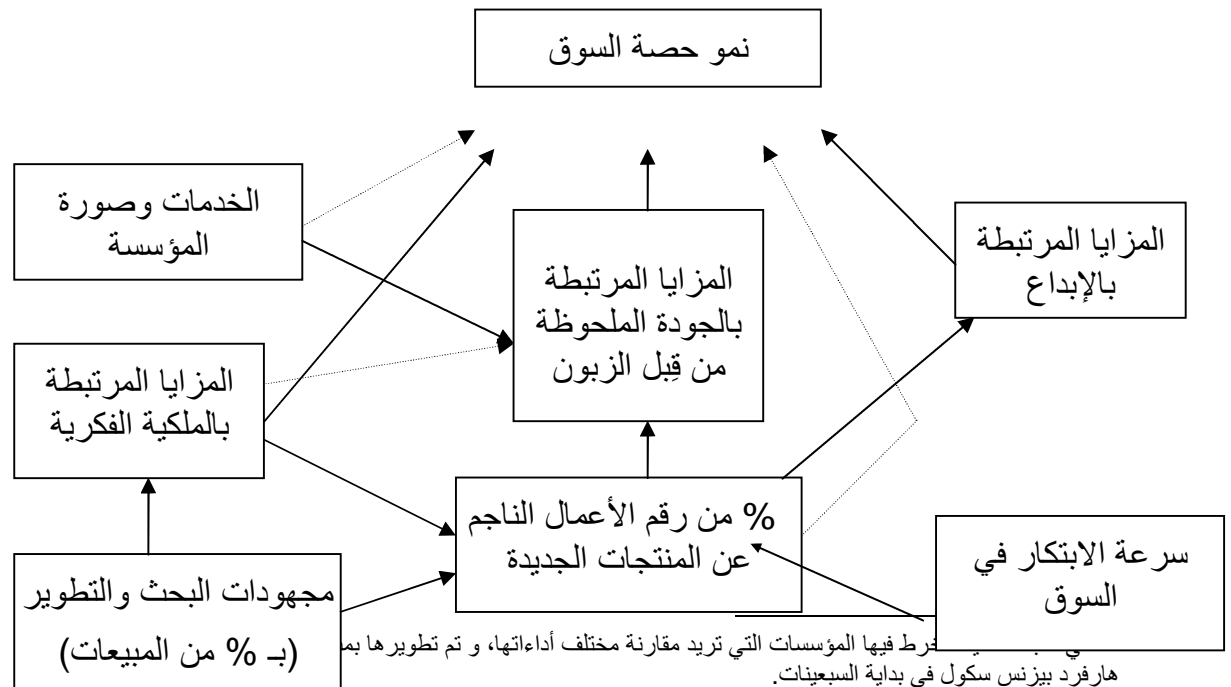 نمو حصة السوق
الخدمات وصورة
المؤسسة
المزايا المرتبطة
بالإبداع
المزايا المرتبطة
بالجودة الملحوظة
من قِبل الزبون
المزايا المرتبطة
بالملكية الفكرية
% من رقم الأعمال الناجم
عن المنتجات الجديدة
سرعة الابتكار في
السوق
مجهودات البحث والتطوير
(بـ % من المبيعات)
فيها المؤسسات التي تريد مقارنة مختلف أداءاتها، و تم تطويرها
هارفرد بيزنس سكول في بداية السبعينات.